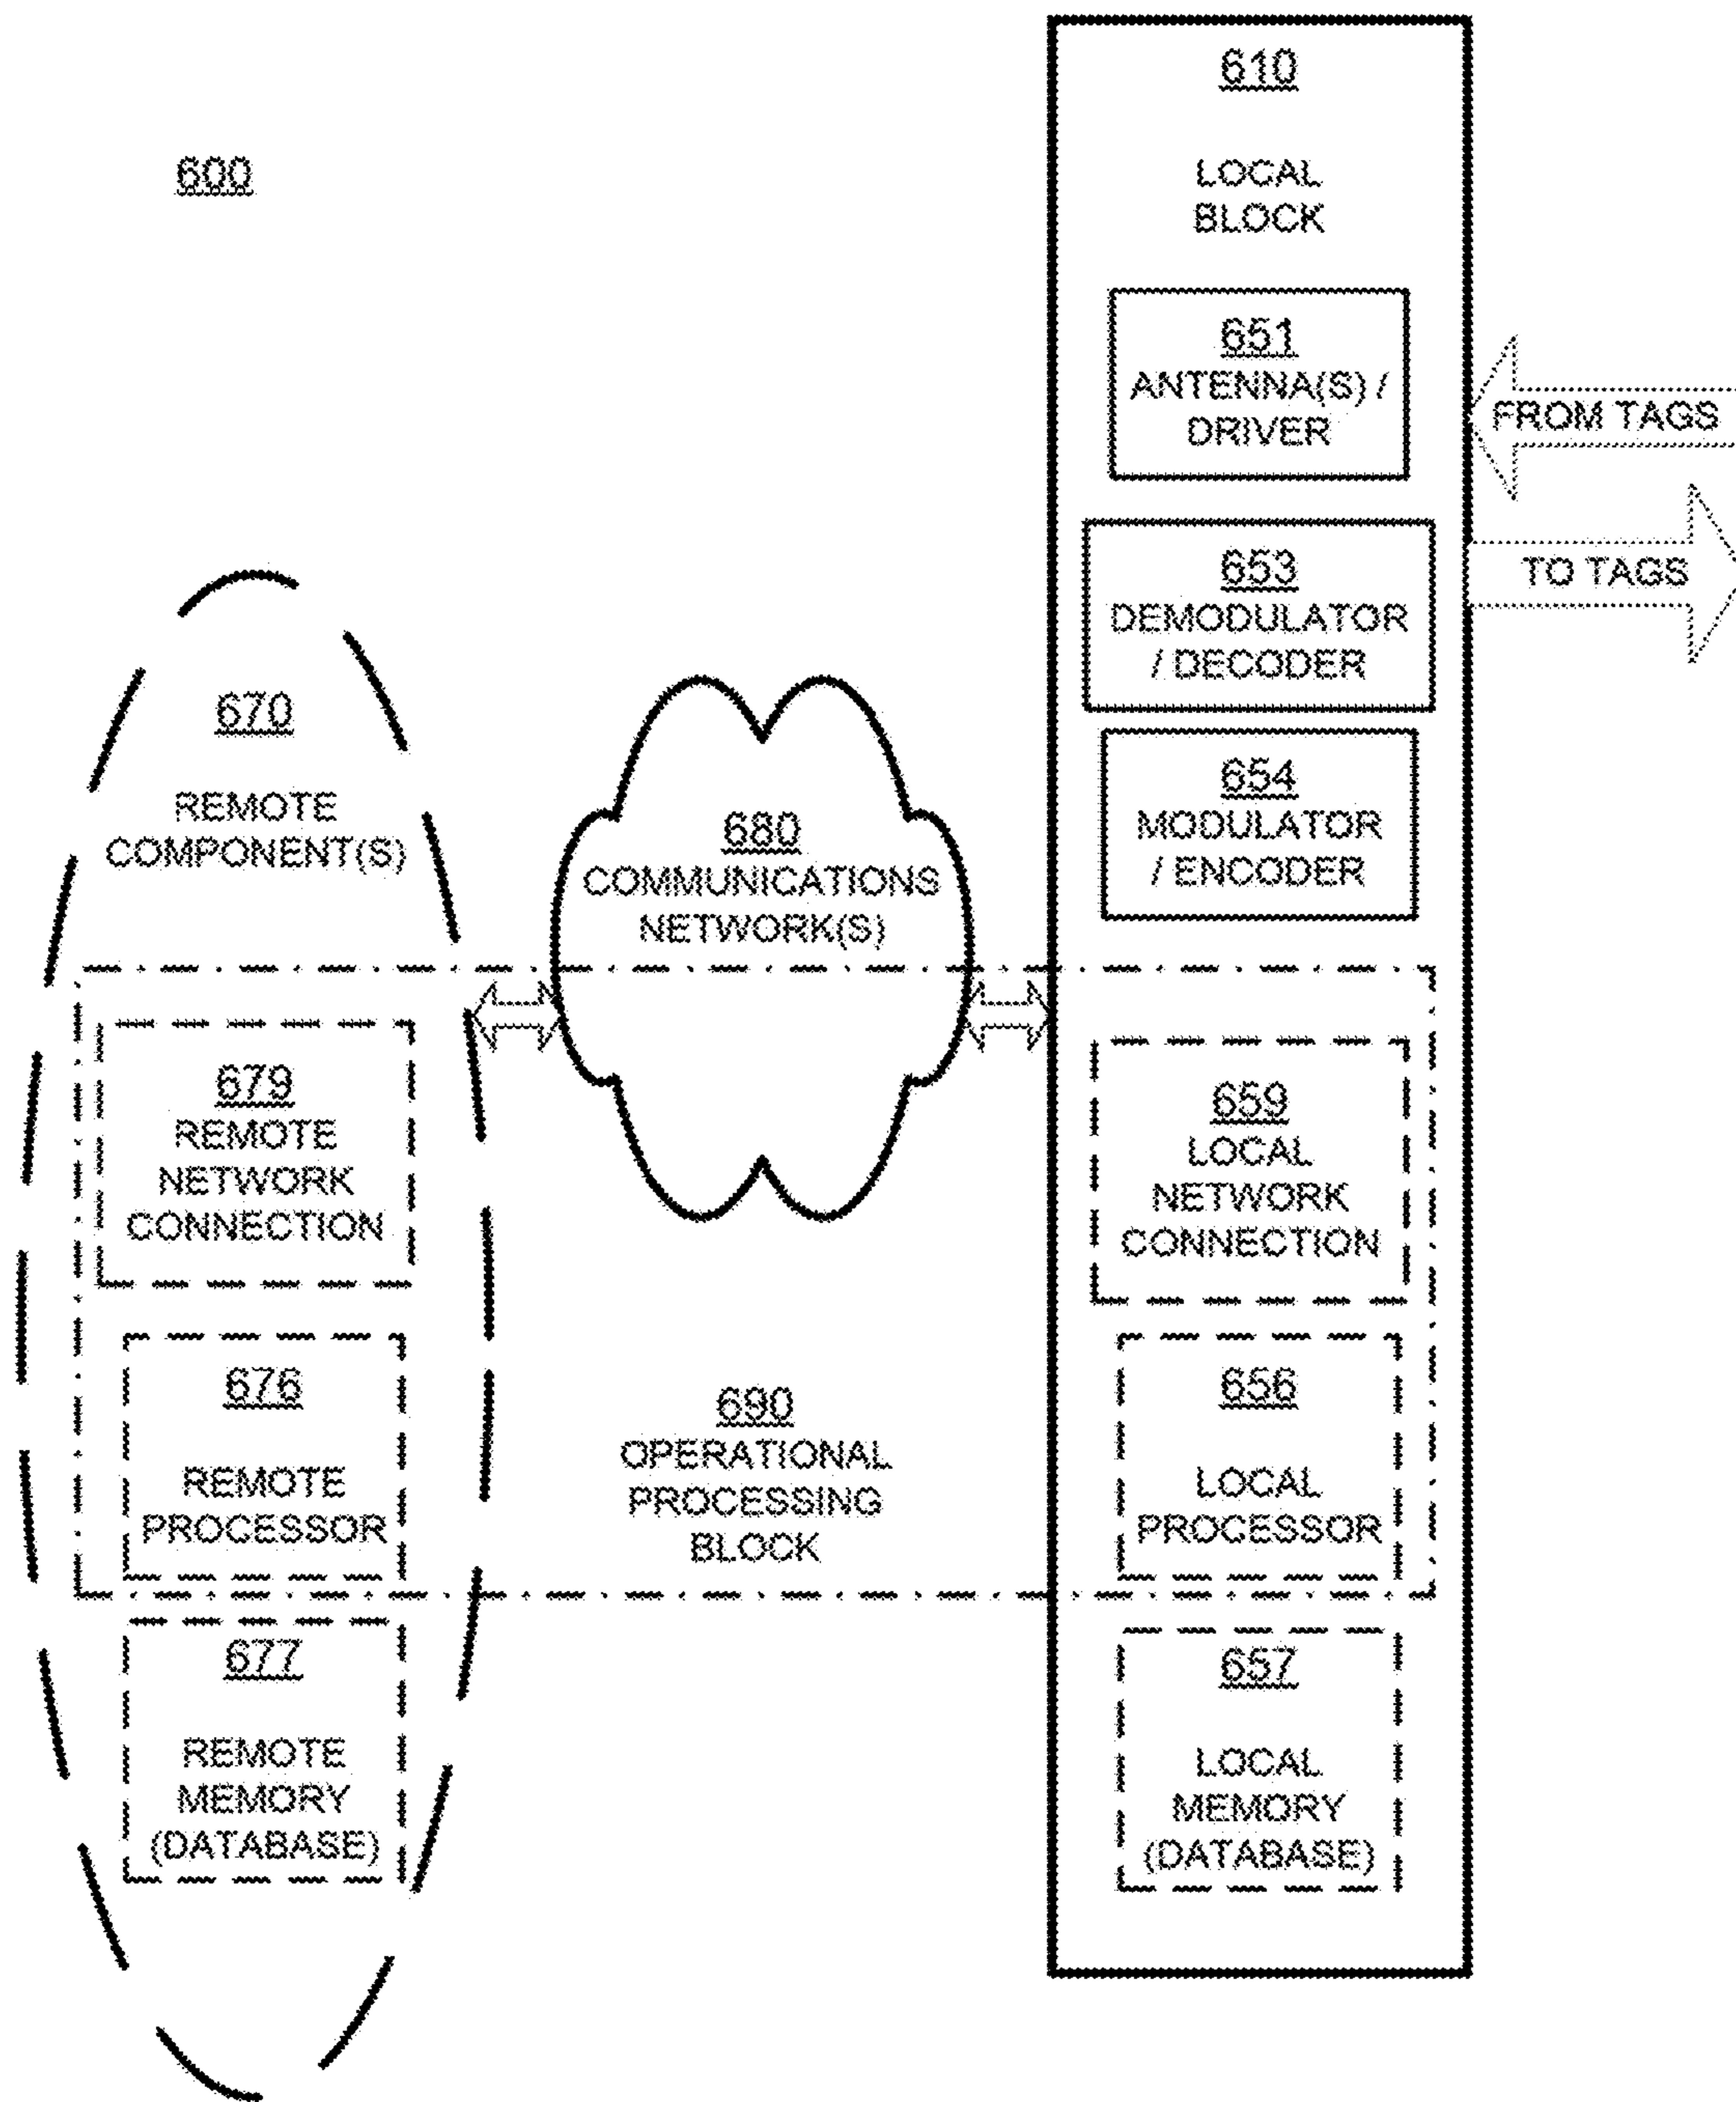 600
610
LOCAL
BLOCK
651
ANTENNA(S) /
DRIVER
FROM TAGS
653
DEMODULATOR
/ DECODER
TO TAGS
654
MODULATOR
/ ENCODER
670
REMOTE
COMPONENT(S)
680
COMMUNICATIONS
NETWORK(S)
679
REMOTE
NETWORK
CONNECTION
659
LOCAL
NETWORK
CONNECTION
676
REMOTE
PROCESSOR
690
OPERATIONAL
PROCESSING
BLOCK
656
LOCAL
PROCESSOR
677
REMOTE
MEMORY
(DATABASE)
657
LOCAL
MEMORY
(DATABASE)